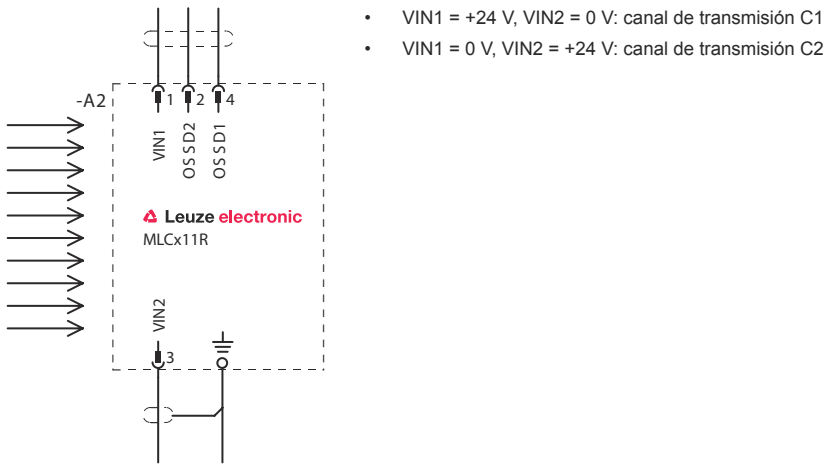 • VIN1 = +24 V, VIN2 = 0 V: canal de transmisión C1
• VIN1 = 0 V, VIN2 = +24 V: canal de transmisión C2
-A2
1 2 4
VIN1 OSSD2 OSSD1
Leuze electronic
MLCx11R
VIN2
3